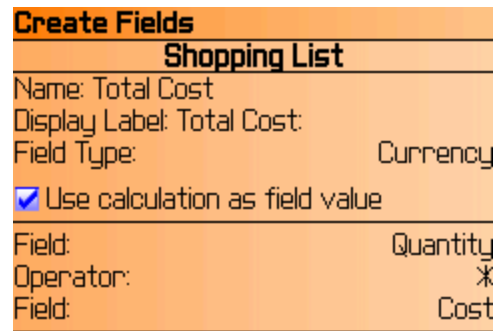 Create Fields
Shopping List
Name: Total Cost
Display Label: Total Cost:
Field Type: Currency
Use calculation as field value
Field: Quantity
Operator: *
Field: Cost